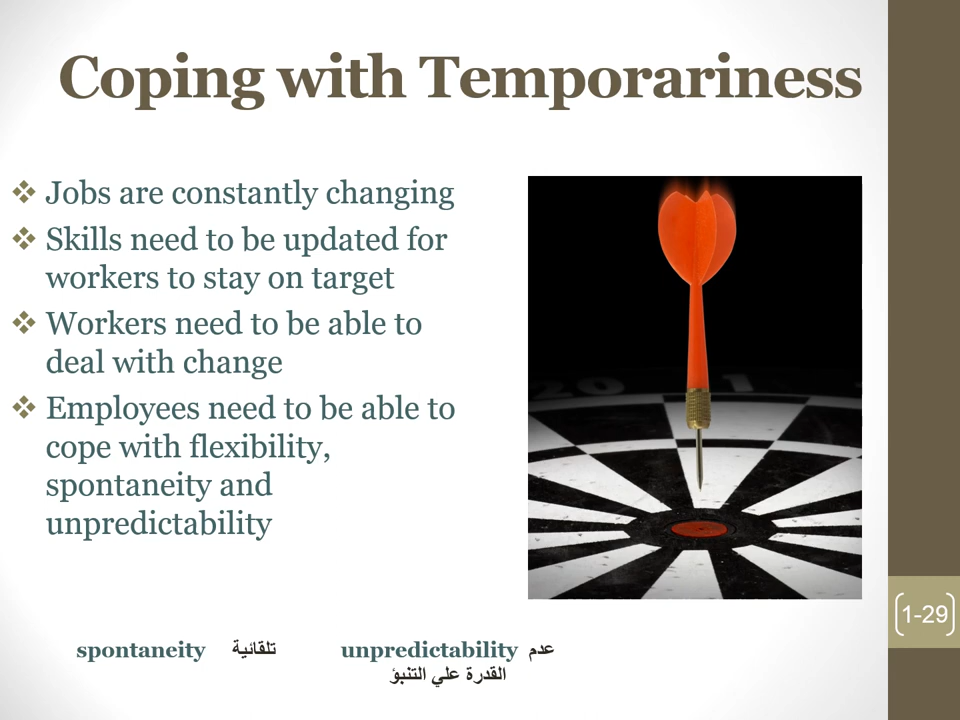 Coping with Temporariness
❖ Jobs are constantly changing
❖ Skills need to be updated for
workers to stay on target
❖ Workers need to be able to
deal with change
❖ Employees need to be able to
cope with flexibility,
spontaneity and
unpredictability
1-29
spontaneity تلقائية unpredictability عدم
القدرة علي التنبؤ